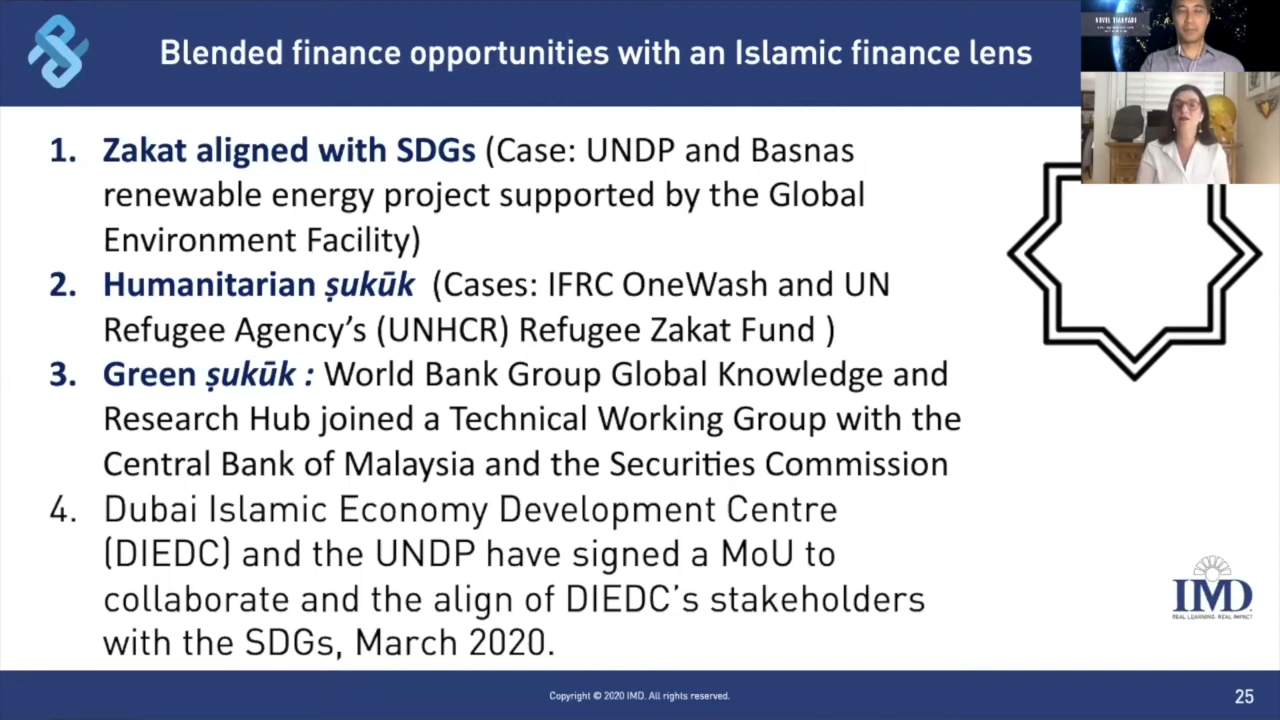 Blended finance opportunities with an Islamic finance lens
1. Zakat aligned with SDGs (Case: UNDP and Basnas
renewable energy project supported by the Global
Environment Facility)
2. Humanitarian ṣukūk (Cases: IFRC OneWash and UN
Refugee Agency’s (UNHCR) Refugee Zakat Fund )
3. Green ṣukūk : World Bank Group Global Knowledge and
Research Hub joined a Technical Working Group with the
Central Bank of Malaysia and the Securities Commission
4. Dubai Islamic Economy Development Centre
(DIEDC) and the UNDP have signed a MoU to
collaborate and the align of DIEDC’s stakeholders
with the SDGs, March 2020.
IMD
REAL LEARNING. REAL IMPACT
Copyright © 2020 IMD. All rights reserved.
25